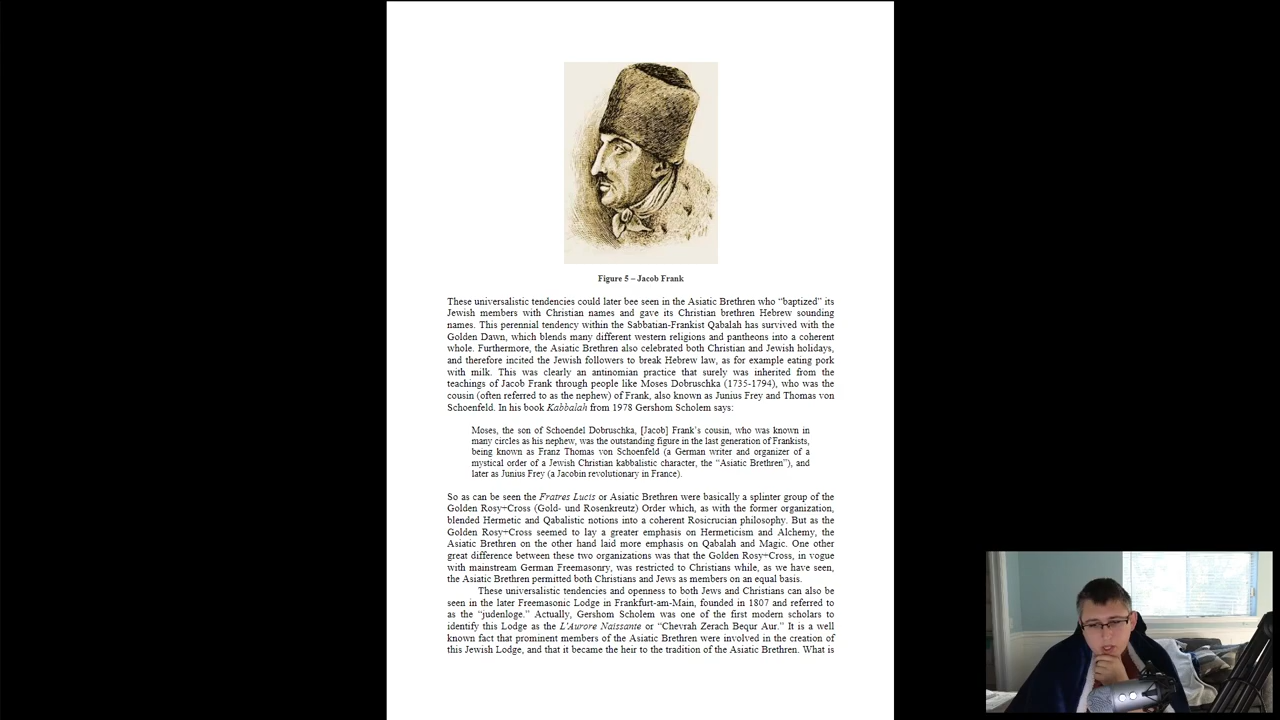 Figure 5 – Jacob Frank
These universalistic tendencies could later bee seen in the Asiatic Brethren who “baptized” its
Jewish members with Christian names and gave its Christian brethren Hebrew sounding
names. This perennial tendency within the Sabbatian-Frankist Qabalah has survived with the
Golden Dawn, which blends many different western religions and pantheons into a coherent
whole. Furthermore, the Asiatic Brethren also celebrated both Christian and Jewish holidays,
and therefore incited the Jewish followers to break Hebrew law, as for example eating pork
with milk. This was clearly an antinomian practice that surely was inherited from the
teachings of Jacob Frank through people like Moses Dobruschka (1735-1794), who was the
cousin (often referred to as the nephew) of Frank, also known as Junius Frey and Thomas von
Schoenfeld. In his book Kabbalah from 1978 Gershom Scholem says:
Moses, the son of Schoendel Dobruschka, [Jacob] Frank’s cousin, who was known in
many circles as his nephew, was the outstanding figure in the last generation of Frankists,
being known as Franz Thomas von Schoenfeld (a German writer and organizer of a
mystical order of a Jewish Christian kabbalistic character, the “Asiatic Brethren”), and
later as Junius Frey (a Jacobin revolutionary in France).
So as can be seen the Fratres Lucis or Asiatic Brethren were basically a splinter group of the
Golden Rosy+Cross (Gold- und Rosenkreutz) Order which, as with the former organization,
blended Hermetic and Qabalistic notions into a coherent Rosicrucian philosophy. But as the
Golden Rosy+Cross seemed to lay a greater emphasis on Hermeticism and Alchemy, the
Asiatic Brethren on the other hand laid more emphasis on Qabalah and Magic. One other
great difference between these two organizations was that the Golden Rosy+Cross, in vogue
with mainstream German Freemasonry, was restricted to Christians while, as we have seen,
the Asiatic Brethren permitted both Christians and Jews as members on an equal basis.
These universalistic tendencies and openness to both Jews and Christians can also be
seen in the later Freemasonic Lodge in Frankfurt-am-Main, founded in 1807 and referred to
as the “judenloge.” Actually, Gershom Scholem was one of the first modern scholars to
identify this Lodge as the L’Aurore Naissante or “Chevrah Zerach Bequr Aur.” It is a well
known fact that prominent members of the Asiatic Brethren were involved in the creation of
this Jewish Lodge, and that it became the heir to the tradition of the Asiatic Brethren. What is